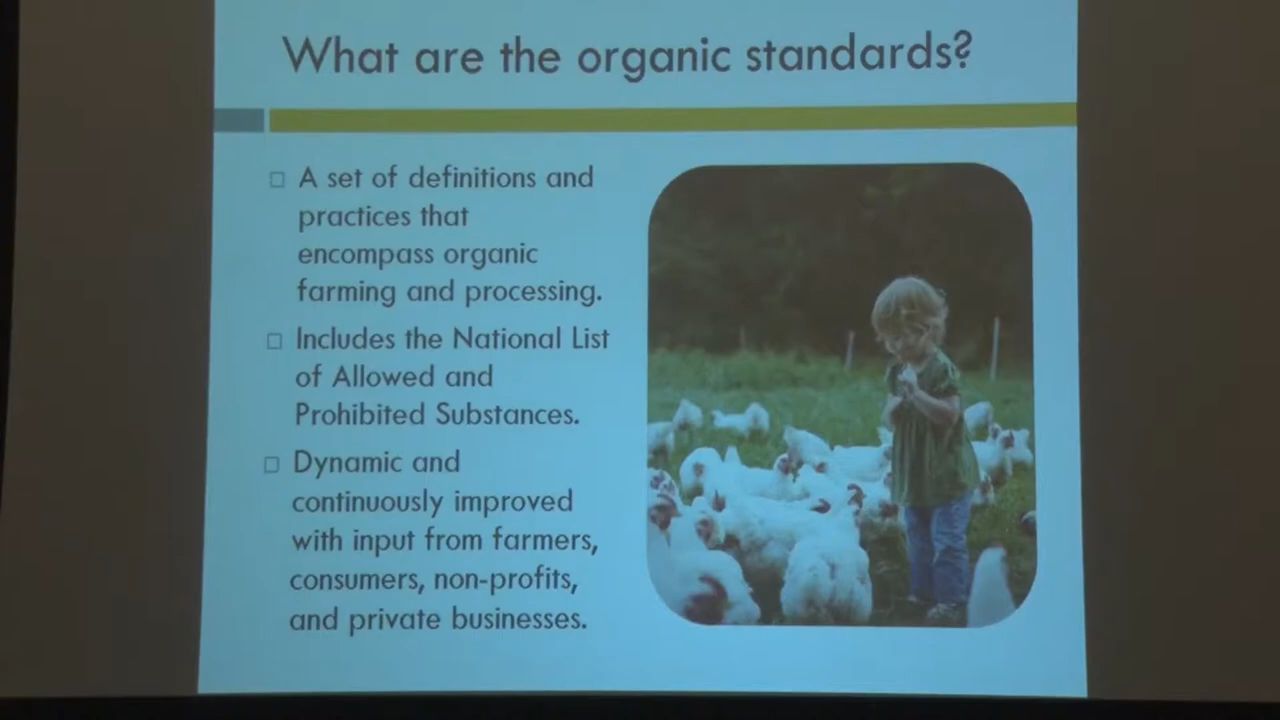 What are the organic standards?
A set of definitions and
practices that
encompass organic
farming and processing.
Includes the National List
of Allowed and
Prohibited Substances.
Dynamic and
continuously improved
with input from farmers,
consumers, non-profits,
and private businesses.